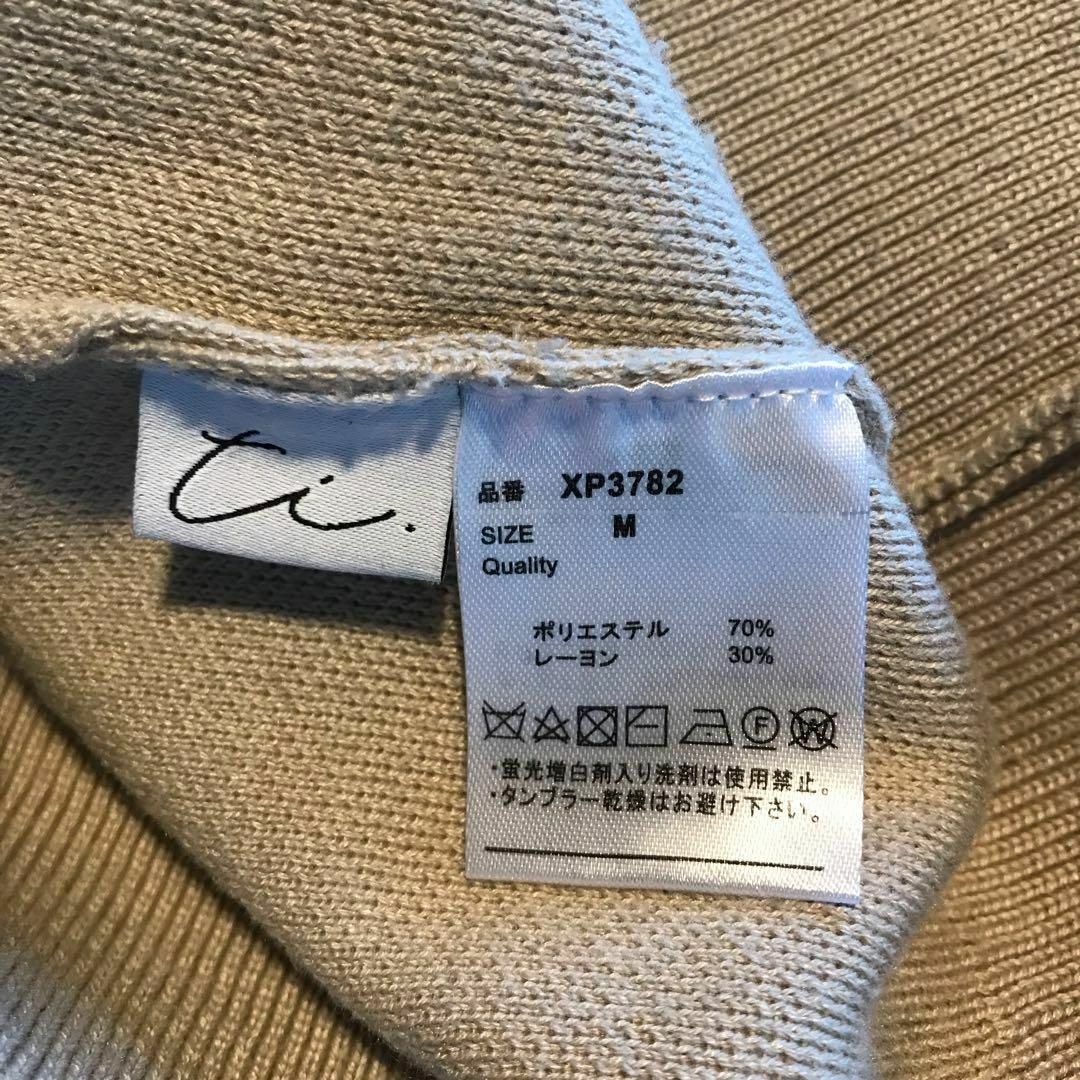 ti.
品番 XP3782
SIZE M
Quality
ポリエステル 70%
レーヨン 30%
F W
・蛍光増白剤入り洗剤は使用禁止。
・タンブラー乾燥はお避け下さい。